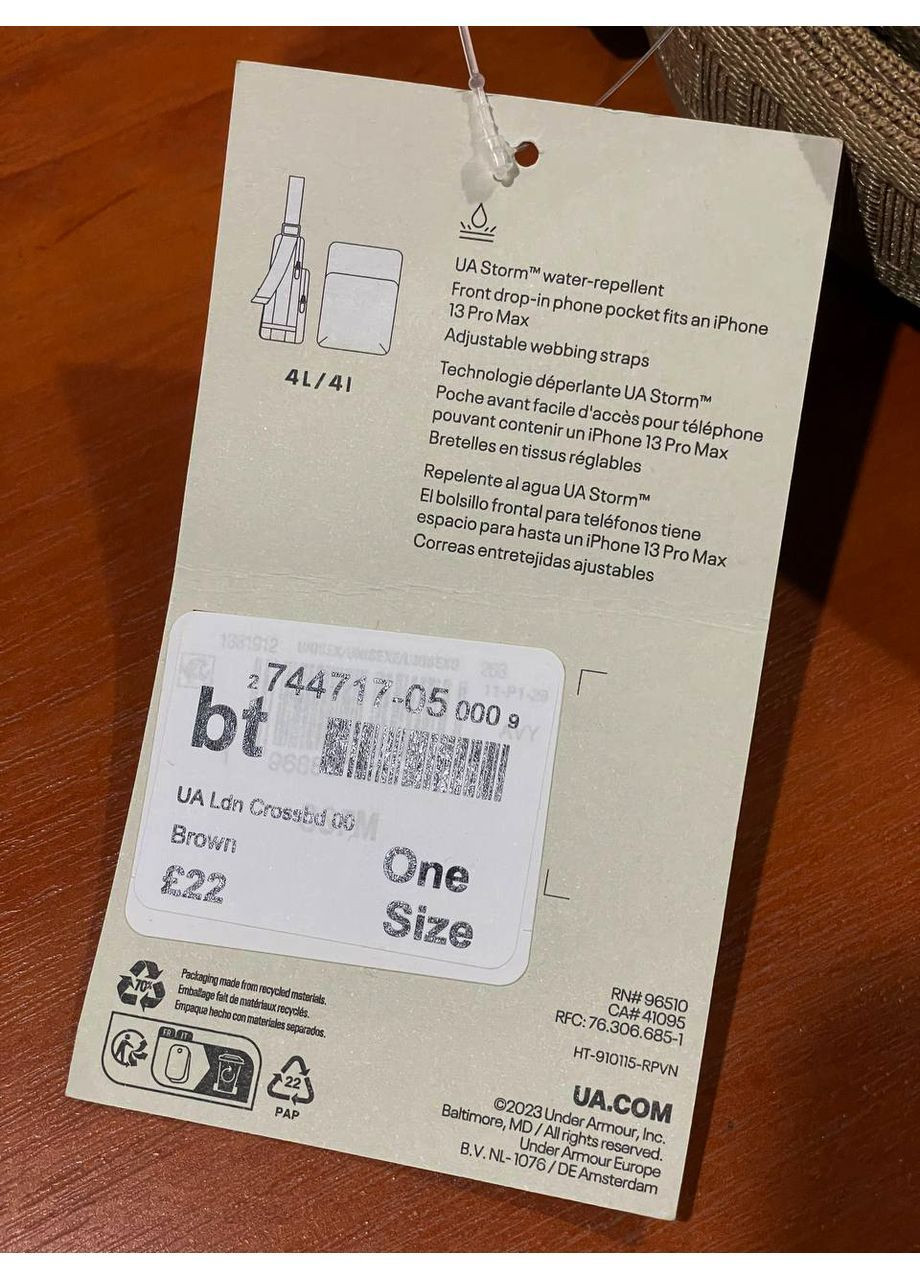 UA Storm™ water-repellent
Front drop-in phone pocket fits an iPhone
13 Pro Max
Adjustable webbing straps
Technologie déperlante UA Storm™
Poche avant facile d'accès pour téléphone
pouvant contenir un iPhone 13 Pro Max
Bretelles en tissus réglables
Repelente al agua UA Storm™
El bolsillo frontal para teléfonos tiene
espacio para hasta un iPhone 13 Pro Max
Correas entretejidas ajustables
4L/4l
1381912
2 744717-05 000 9
bt
UA Ldn Crossbd 00
Brown
£22
One
Size
70%
Packaging made from recycled materials.
Emballage fait de matériaux recyclés.
Empaque hecho con materiales separados.
FR IT
22
PAP
RN# 96510
CA# 41095
RFC: 76.306.685-1
HT-910115-RPVN
UA.COM
©2023 Under Armour, Inc.
Baltimore, MD / All rights reserved.
Under Armour Europe
B.V. NL- 1076 / DE Amsterdam